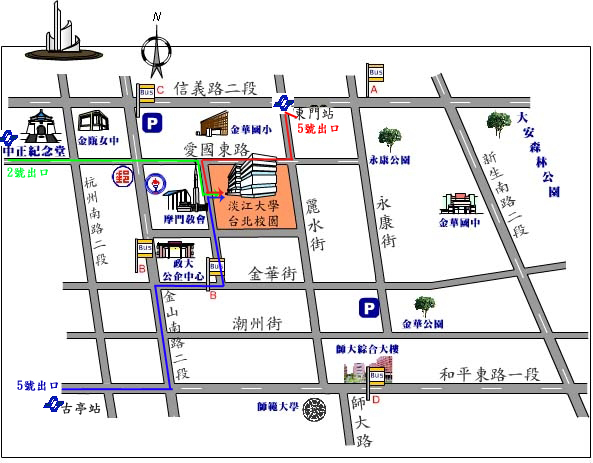 N
信義路二段
Bus
C
Bus
A
P
東門站
5號出口
金甌女中
金華國小
中正紀念堂
愛國東路
2號出口
永康公園
大安森林公園
新生南路二段
郵
杭州南路二段
摩門教會
淡江大學
台北校園
麗水街
永康街
金華國中
Bus
B
政大
公企中心
Bus
B
金華街
金山南路二段
P
金華公園
潮州街
師大綜合大樓
Bus
D
和平東路一段
5號出口
古亭站
師範大學
師大路